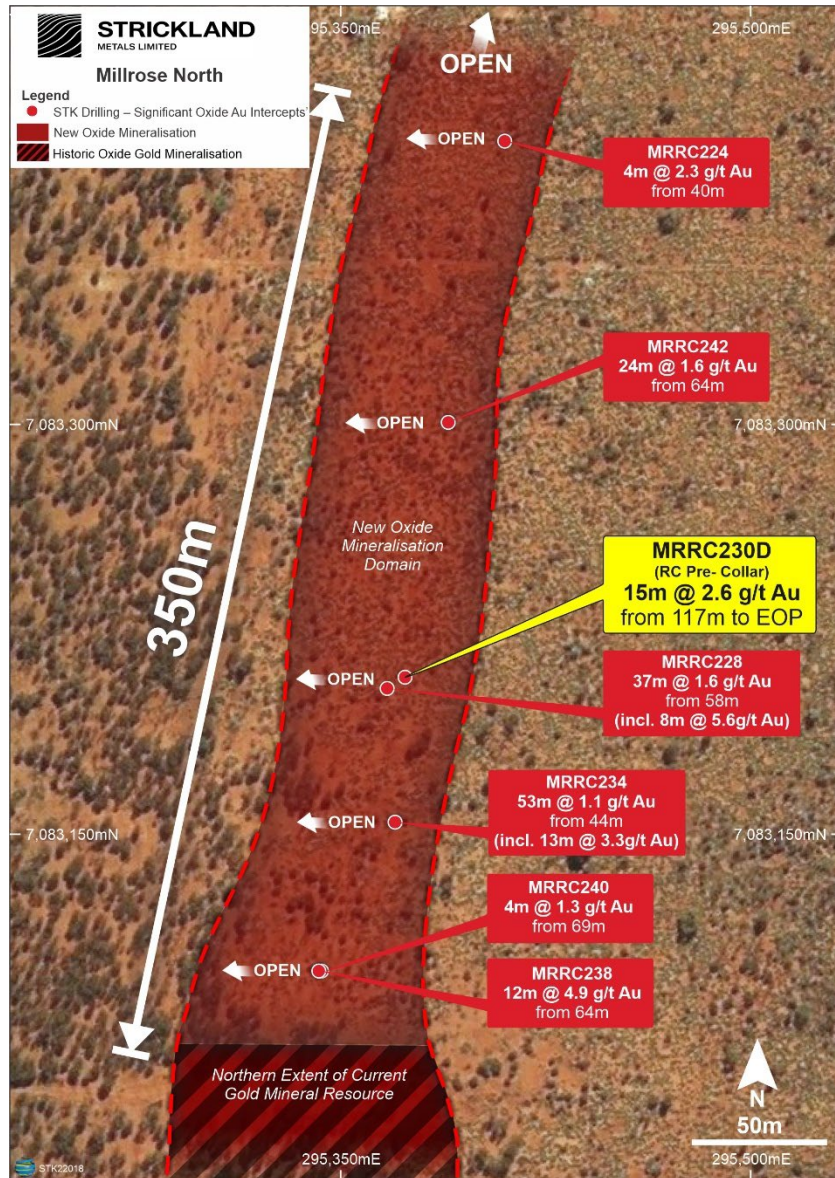 STRICKLAND
METALS LIMITED
Millrose North
Legend
STK Drilling – Significant Oxide Au Intercepts'
New Oxide Mineralisation
Historic Oxide Gold Mineralisation
295,350mE
295,500mE
OPEN
OPEN
MRRC224
4m @ 2.3 g/t Au
from 40m
MRRC242
24m @ 1.6 g/t Au
from 64m
7,083,300mN
OPEN
7,083,300mN
350m
New Oxide
Mineralisation
Domain
MRRC230D
(RC Pre- Collar)
15m @ 2.6 g/t Au
from 117m to EOP
OPEN
MRRC228
37m @ 1.6 g/t Au
from 58m
(incl. 8m @ 5.6g/t Au)
MRRC234
53m @ 1.1 g/t Au
from 44m
(incl. 13m @ 3.3g/t Au)
7,083,150mN
OPEN
7,083,150mN
MRRC240
4m @ 1.3 g/t Au
from 69m
OPEN
MRRC238
12m @ 4.9 g/t Au
from 64m
Northern Extent of Current
Gold Mineral Resource
N
50m
STK22018
295,350mE
295,500mE